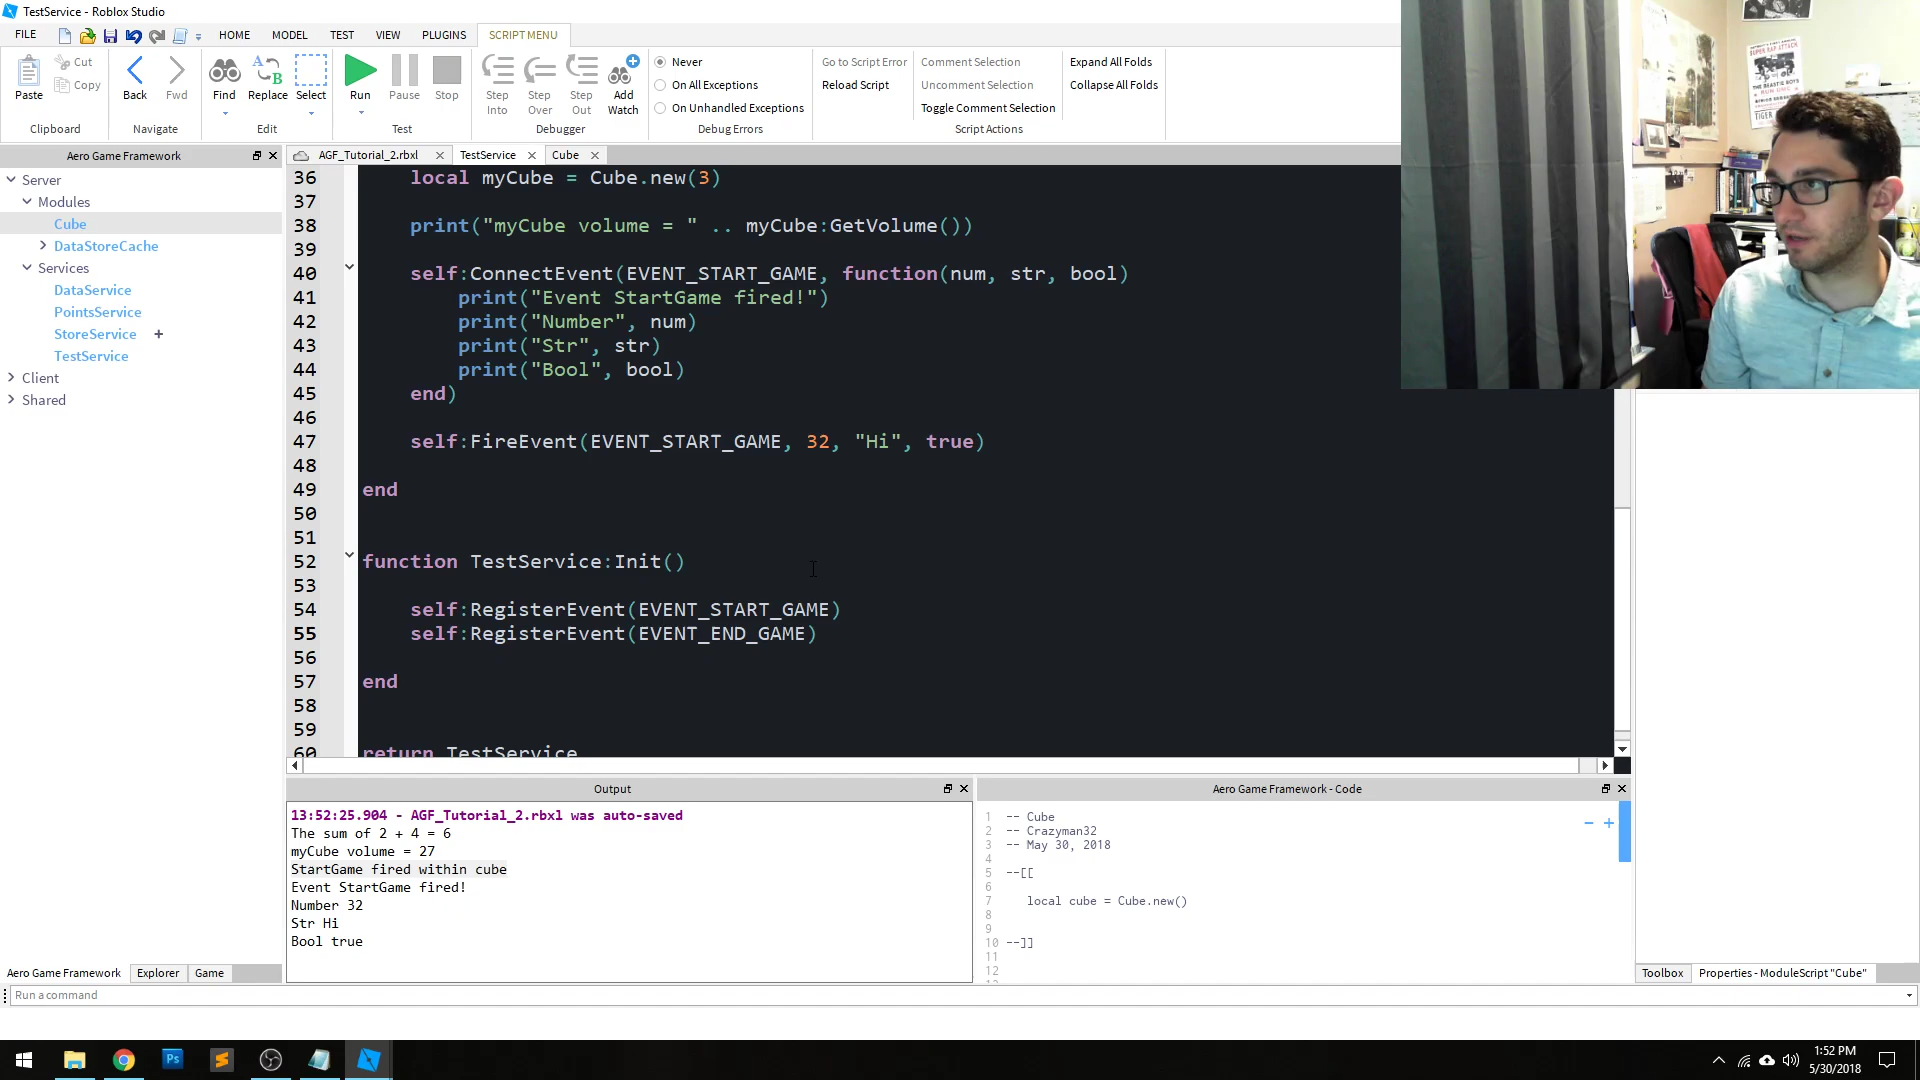 TestService - Roblox Studio
FILE HOME MODEL TEST VIEW PLUGINS SCRIPT MENU
Paste Cut Copy Back Fwd Find Replace Select Run Pause Stop Step Into Step Over Step Out Add Watch
Never
On All Exceptions
On Unhandled Exceptions
Go to Script Error
Reload Script
Comment Selection
Uncomment Selection
Toggle Comment Selection
Expand All Folds
Collapse All Folds
Clipboard Navigate Edit Test Debugger Debug Errors Script Actions
Aero Game Framework
Server
Modules
Cube
DataStoreCache
Services
DataService
PointsService
StoreService +
TestService
Client
Shared
AGF_Tutorial_2.rbxl TestService Cube
36 local myCube = Cube.new(3)
37
38 print("myCube volume = " .. myCube:GetVolume())
39
40 self:ConnectEvent(EVENT_START_GAME, function(num, str, bool)
41 print("Event StartGame fired!")
42 print("Number", num)
43 print("Str", str)
44 print("Bool", bool)
45 end)
46
47 self:FireEvent(EVENT_START_GAME, 32, "Hi", true)
48
49 end
50
51
52 function TestService:Init()
53
54 self:RegisterEvent(EVENT_START_GAME)
55 self:RegisterEvent(EVENT_END_GAME)
56
57 end
58
59
60 return TestService
Output
13:52:25.904 - AGF_Tutorial_2.rbxl was auto-saved
The sum of 2 + 4 = 6
myCube volume = 27
StartGame fired within cube
Event StartGame fired!
Number 32
Str Hi
Bool true
Aero Game Framework - Code
1 -- Cube
2 -- Crazyman32
3 -- May 30, 2018
4
5 --[[
6
7 local cube = Cube.new()
8
9
10 --]]
11
12
Aero Game Framework Explorer Game
Toolbox Properties - ModuleScript "Cube"
Run a command
SUPER RAP ATTACK
BEASTIE BOYS
RUN DMC
TIGER
Ps
1:52 PM
5/30/2018